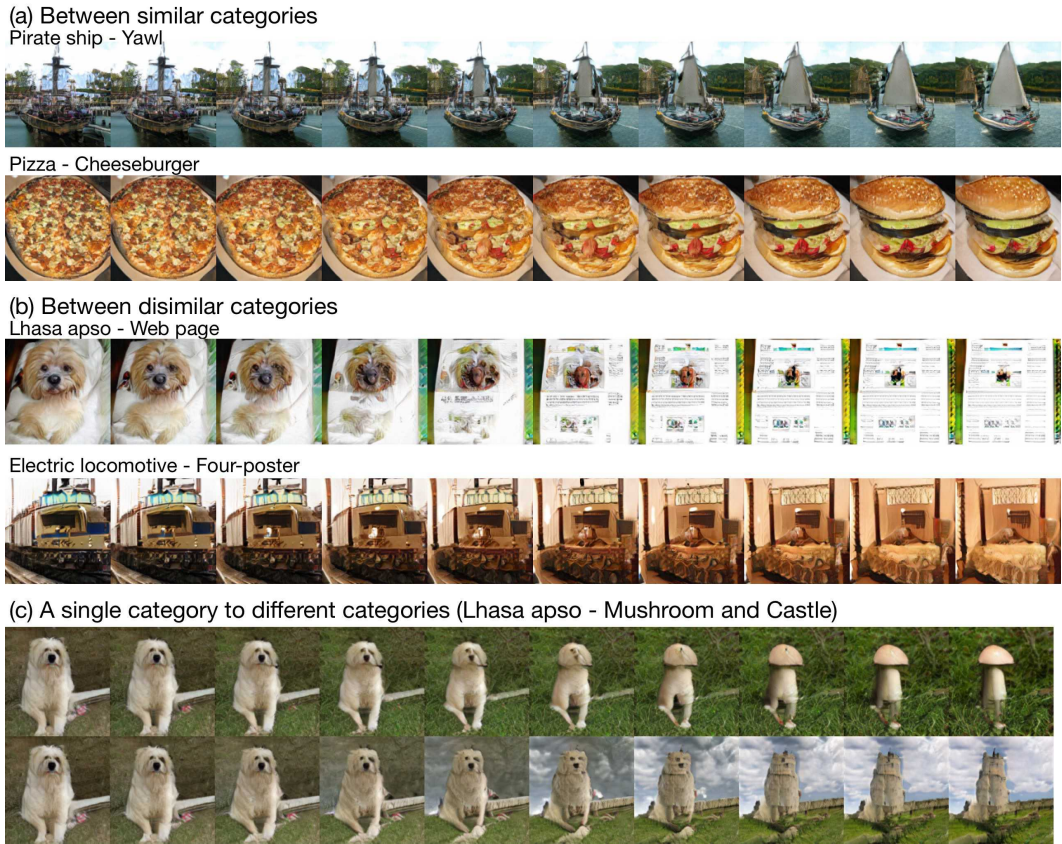 (a) Between similar categories
Pirate ship - Yawl
Pizza - Cheeseburger
(b) Between disimilar categories
Lhasa apso - Web page
Electric locomotive - Four-poster
(c) A single category to different categories (Lhasa apso - Mushroom and Castle)